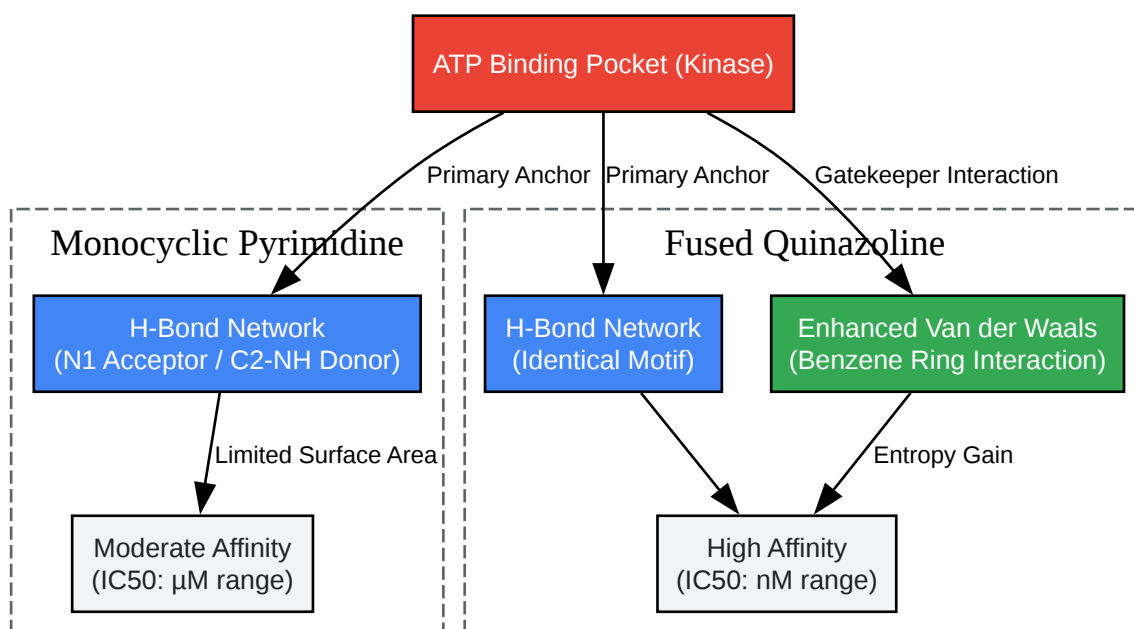 ATP Binding Pocket (Kinase)
Primary Anchor
Primary Anchor
Gatekeeper Interaction
Monocyclic Pyrimidine
Fused Quinazoline
H-Bond Network
(N1 Acceptor / C2-NH Donor)
H-Bond Network
(Identical Motif)
Enhanced Van der Waals
(Benzene Ring Interaction)
Limited Surface Area
Entropy Gain
Moderate Affinity
(IC50: µM range)
High Affinity
(IC50: nM range)